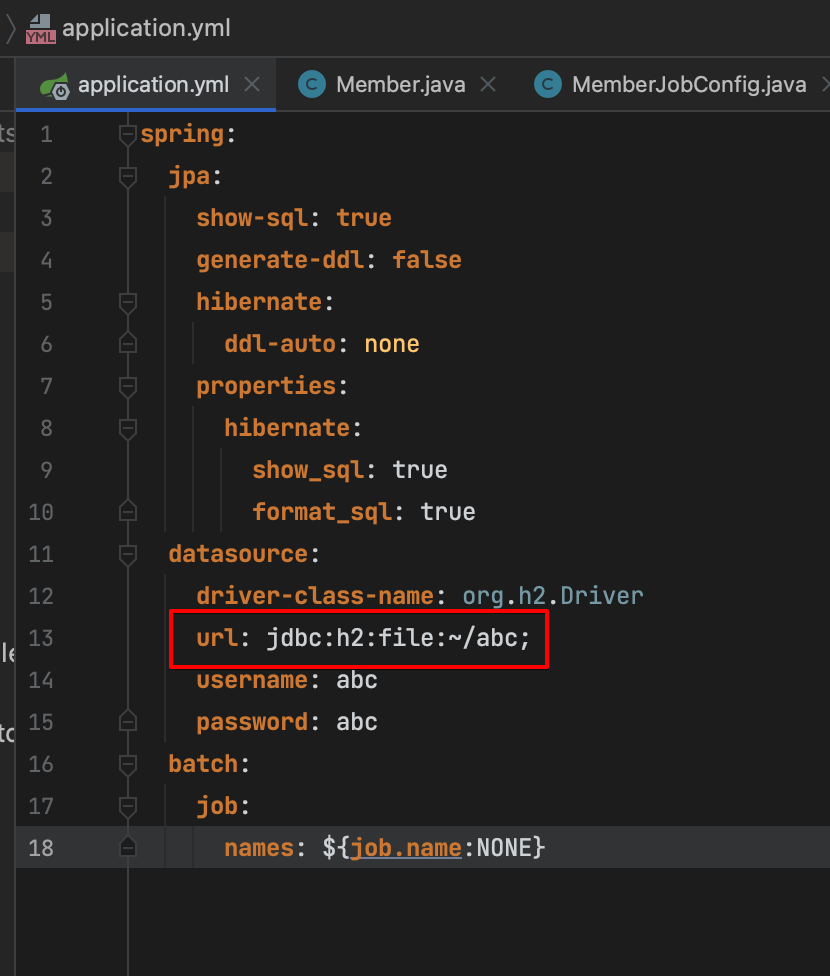 application.yml
application.yml Member.java MemberJobConfig.java
1 spring:
2 jpa:
3 show-sql: true
4 generate-ddl: false
5 hibernate:
6 ddl-auto: none
7 properties:
8 hibernate:
9 show_sql: true
10 format_sql: true
11 datasource:
12 driver-class-name: org.h2.Driver
13 url: jdbc:h2:file:~/abc;
14 username: abc
15 password: abc
16 batch:
17 job:
18 names: ${job.name:NONE}